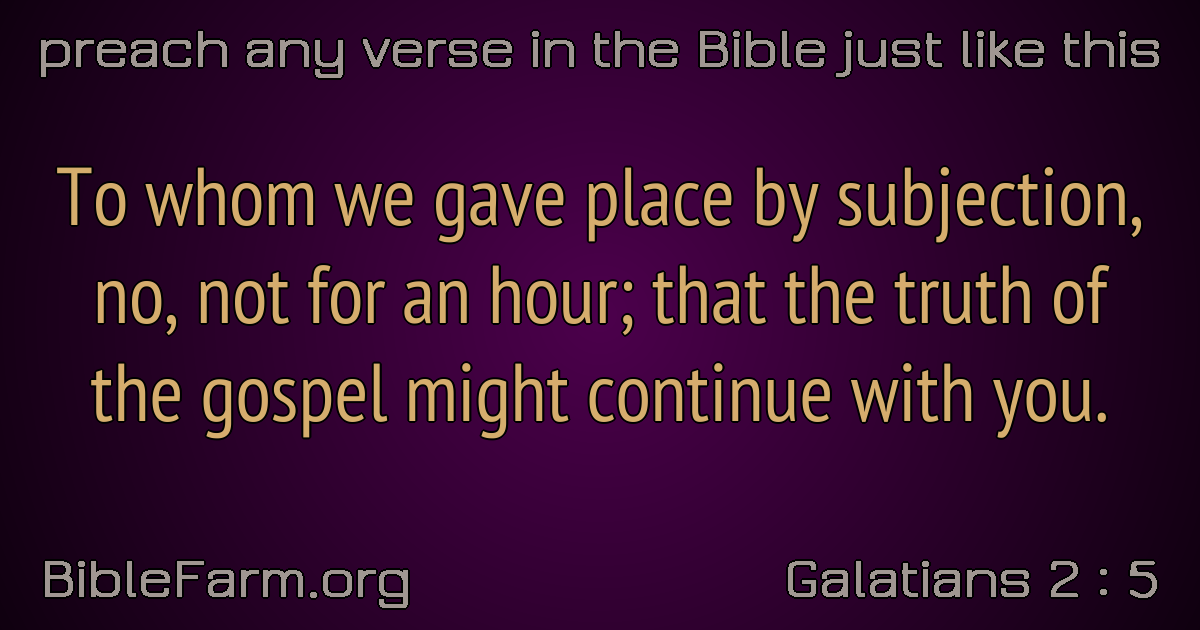 preach any verse in the Bible just like this
To whom we gave place by subjection,
no, not for an hour; that the truth of
the gospel might continue with you.
BibleFarm.org
Galatians 2 : 5